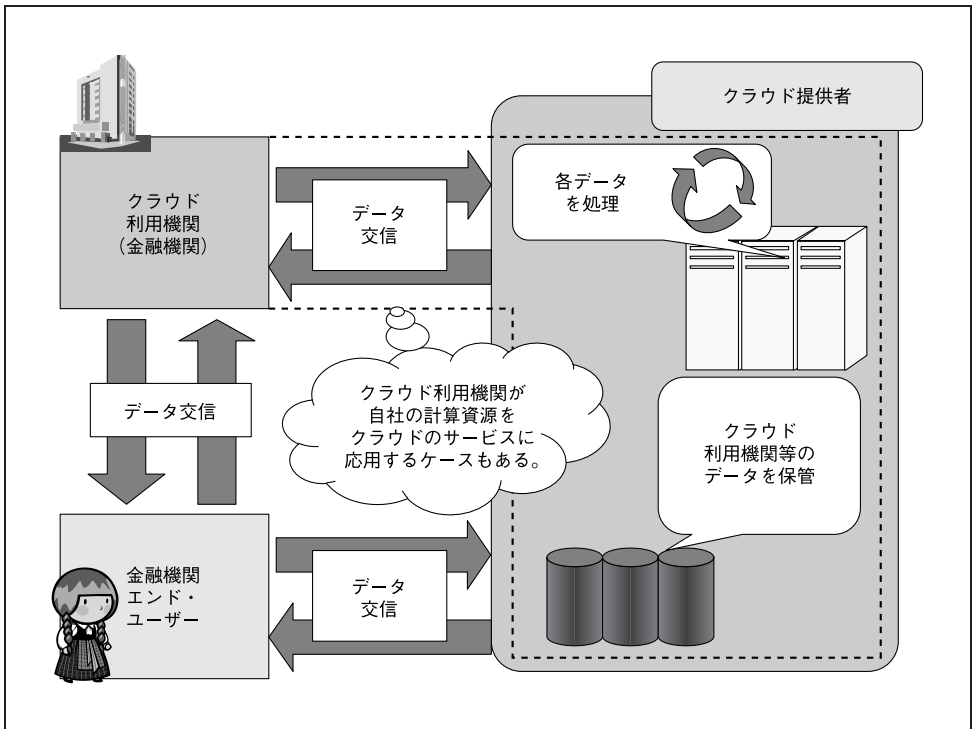 クラウド提供者
クラウド
利用機関
（金融機関）
データ
交信
各データ
を処理
データ交信
クラウド利用機関が
自社の計算資源を
クラウドのサービスに
応用するケースもある。
クラウド
利用機関等の
データを保管
金融機関
エンド・
ユーザー
データ
交信